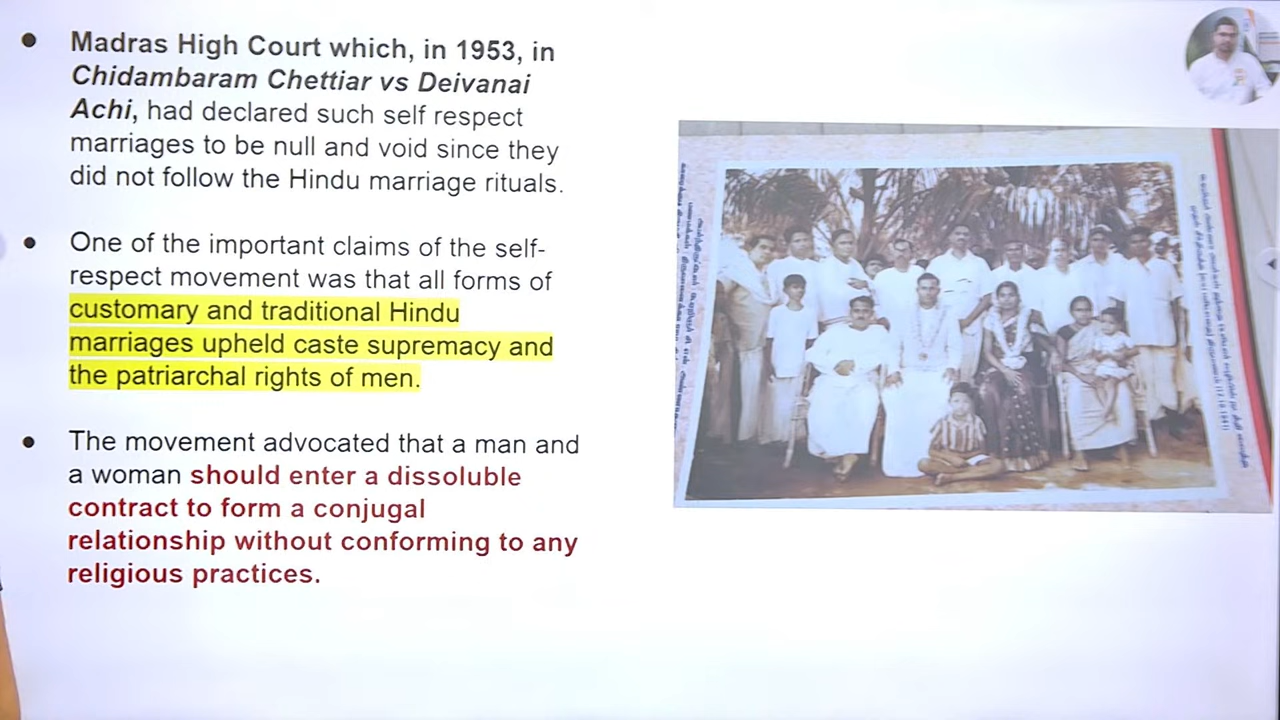 Madras High Court which, in 1953, in
Chidambaram Chettiar vs Deivanai
Achi, had declared such self respect
marriages to be null and void since they
did not follow the Hindu marriage rituals.
One of the important claims of the self-
respect movement was that all forms of
customary and traditional Hindu
marriages upheld caste supremacy and
the patriarchal rights of men.
The movement advocated that a man and
a woman should enter a dissoluble
contract to form a conjugal
relationship without conforming to any
religious practices.